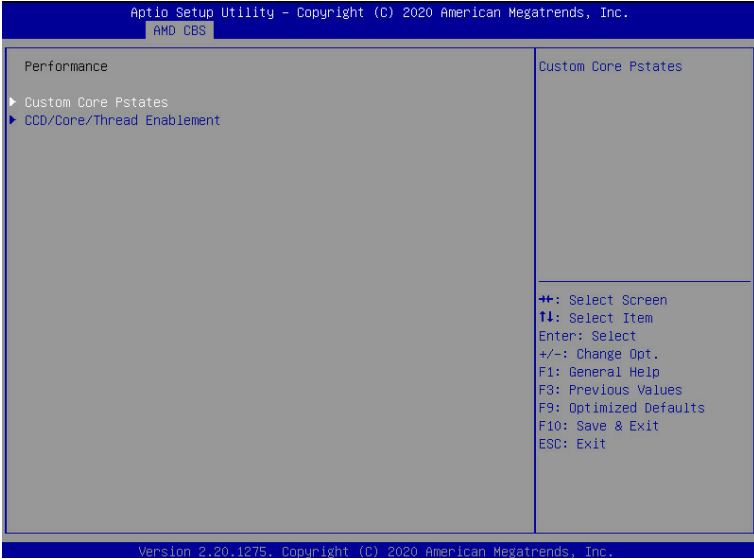 Aptio Setup Utility – Copyright (C) 2020 American Megatrends, Inc.
AMD CBS
Performance
Custom Core Pstates
CCD/Core/Thread Enablement
Custom Core Pstates
→←: Select Screen
↑↓: Select Item
Enter: Select
+/-: Change Opt.
F1: General Help
F3: Previous Values
F9: Optimized Defaults
F10: Save & Exit
ESC: Exit
Version 2.20.1275. Copyright (C) 2020 American Megatrends, Inc.